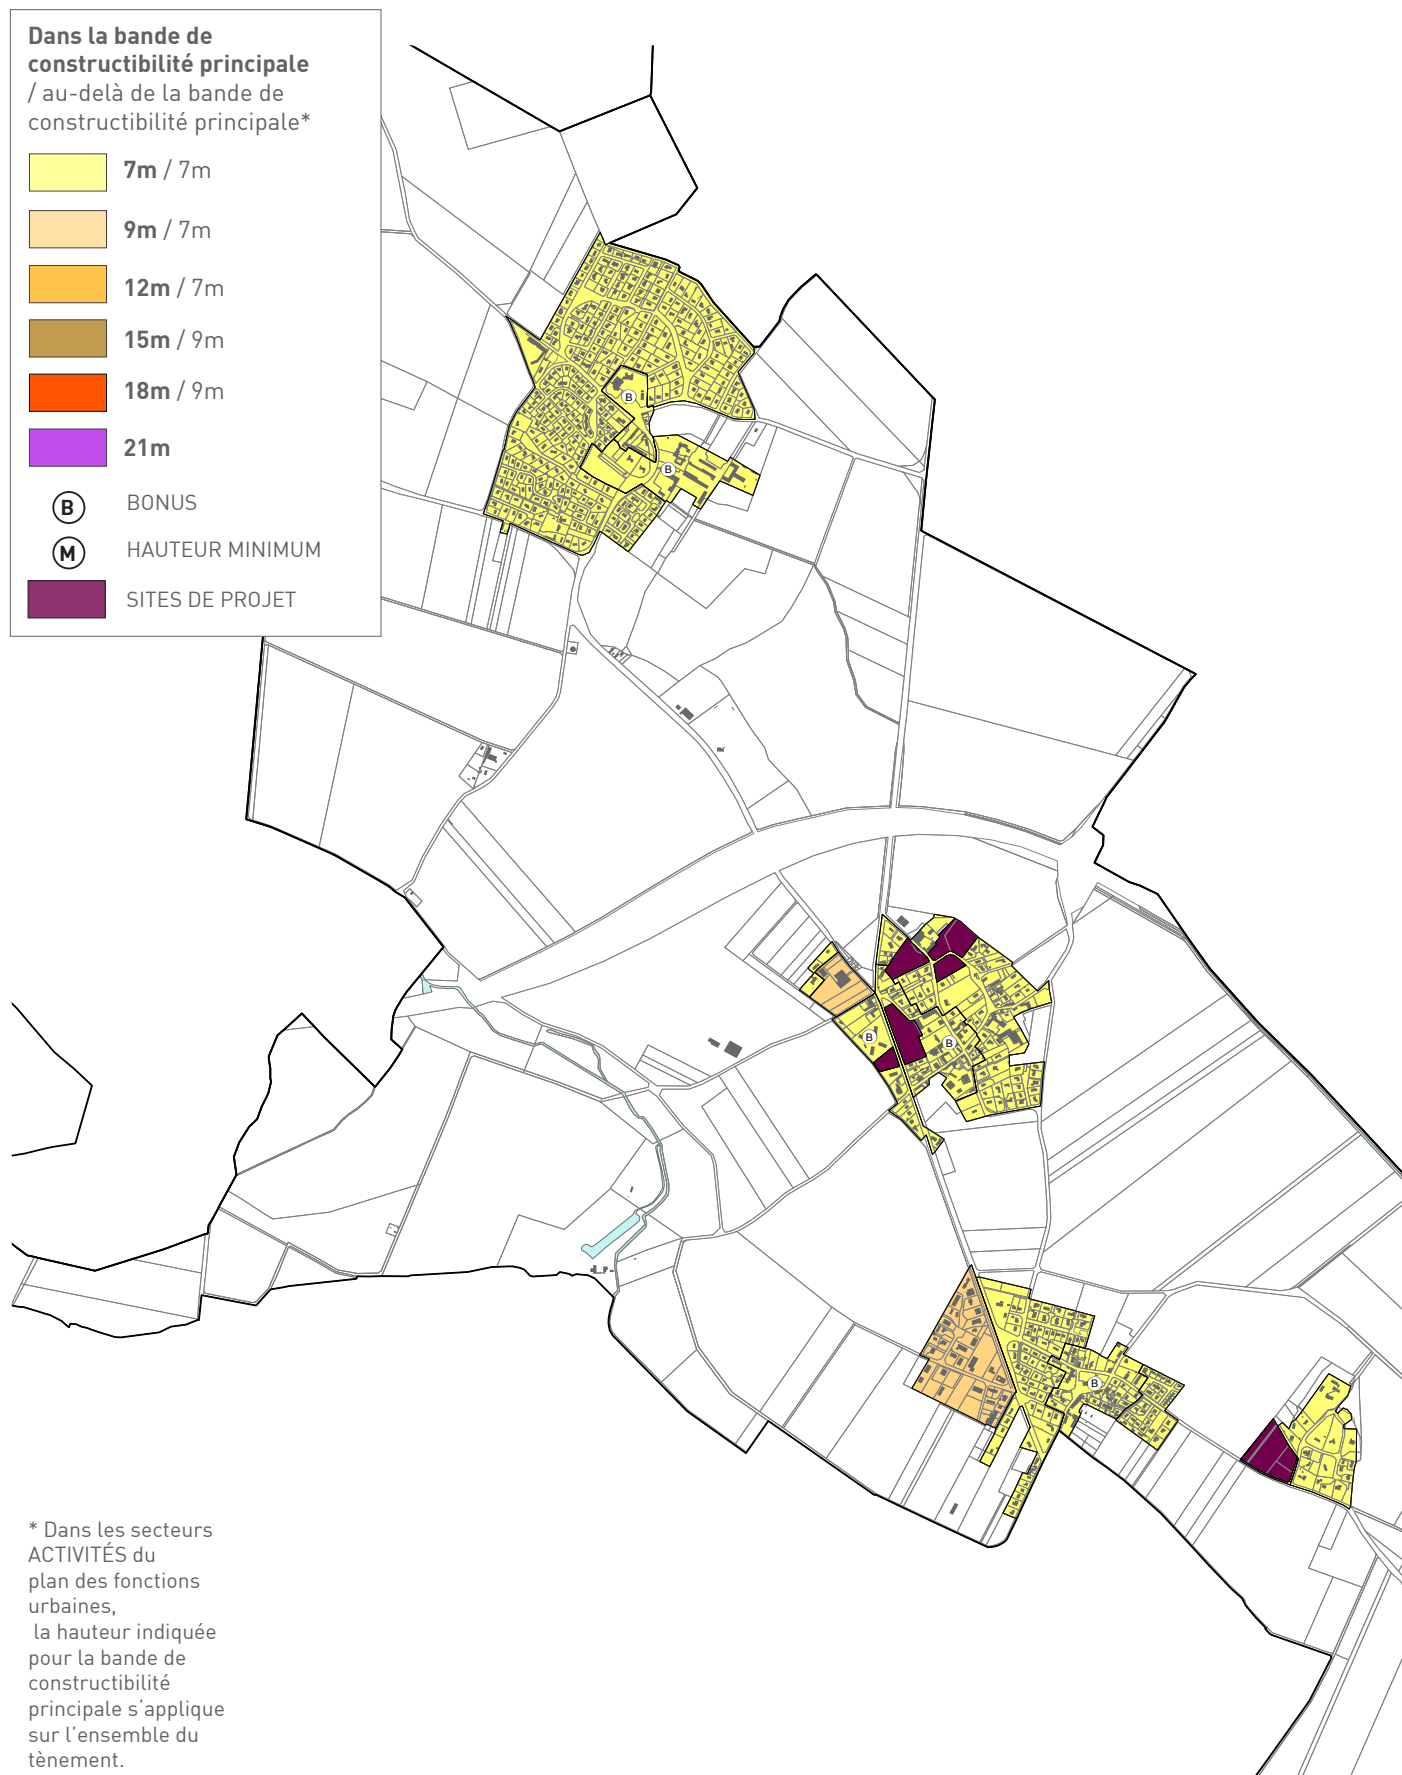 Dans la bande de
constructibilité principale
/ au-delà de la bande de
constructibilité principale*
7m / 7m
9m / 7m
12m / 7m
15m / 9m
18m / 9m
21m
B BONUS
M HAUTEUR MINIMUM
SITES DE PROJET
B
B
B
B
B
* Dans les secteurs
ACTIVITÉS du
plan des fonctions
urbaines,
la hauteur indiquée
pour la bande de
constructibilité
principale s'applique
sur l'ensemble du
tènement.